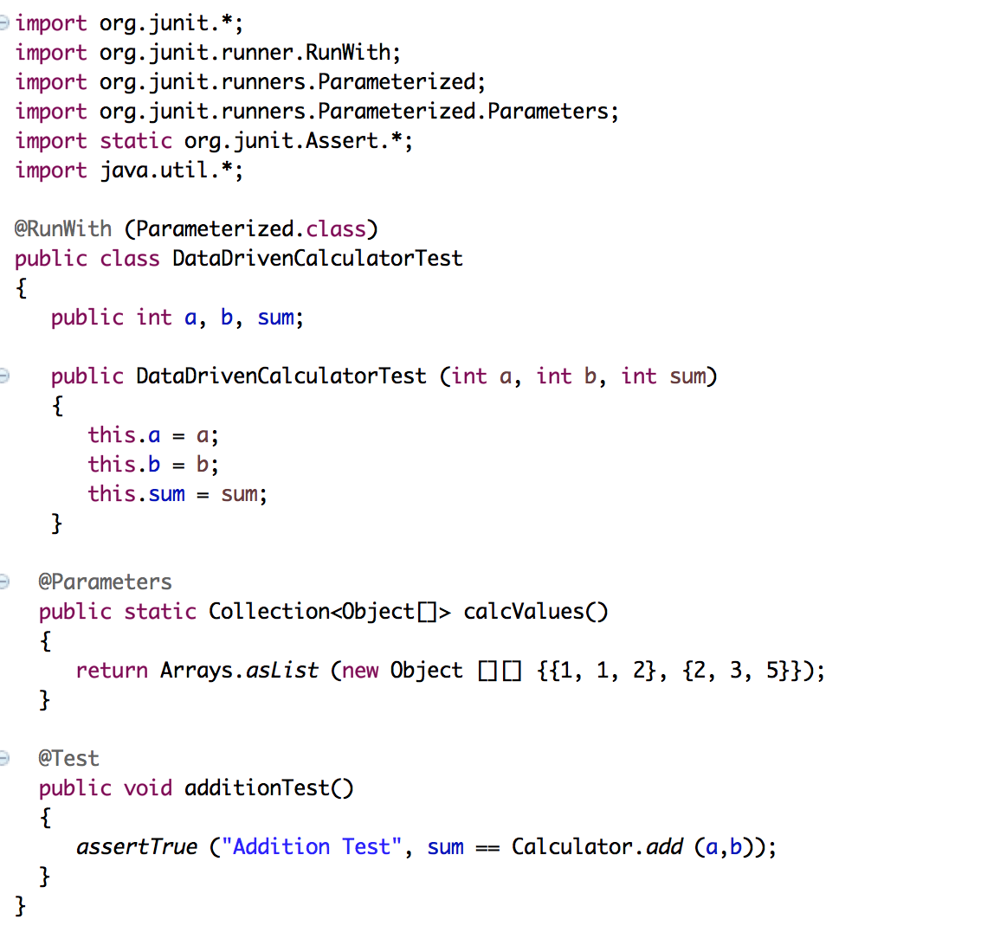 import org.junit.*;
import org.junit.runner.RunWith;
import org.junit.runners.Parameterized;
import org.junit.runners.Parameterized.Parameters;
import static org.junit.Assert.*;
import java.util.*;
@RunWith (Parameterized.class)
public class DataDrivenCalculatorTest
{
public int a, b, sum;
public DataDrivenCalculatorTest (int a, int b, int sum)
{
this.a = a;
this.b = b;
this.sum = sum;
}
@Parameters
public static Collection<Object[]> calcValues()
{
return Arrays.asList (new Object [][] {{1, 1, 2}, {2, 3, 5}});
}
@Test
public void additionTest()
{
assertTrue ("Addition Test", sum == Calculator.add (a,b));
}
}